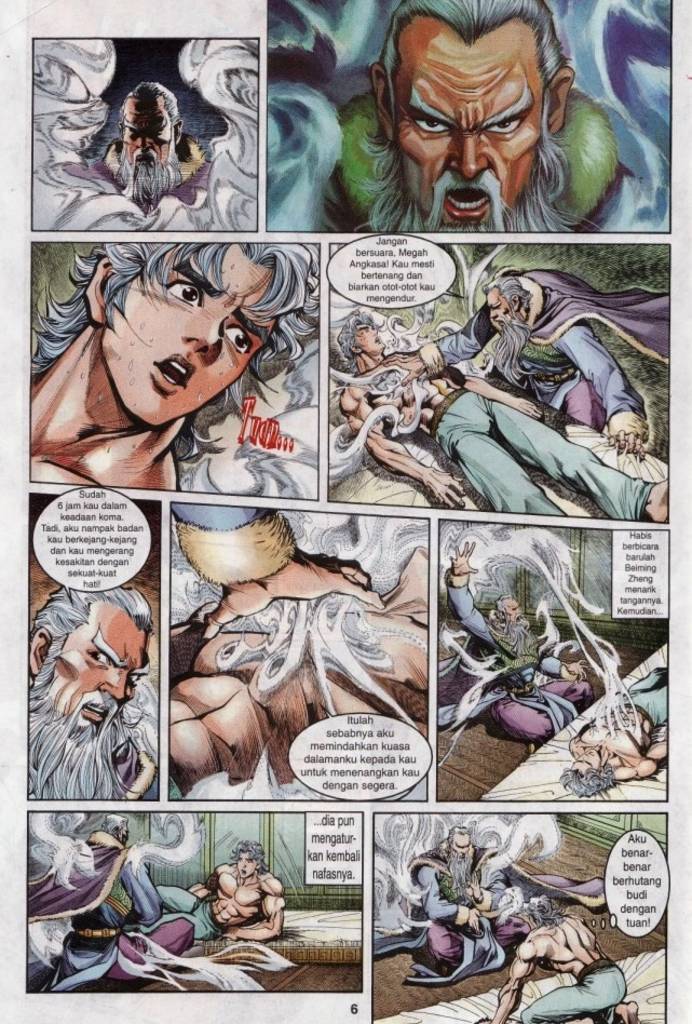 Jangan
bersuara, Megah
Angkasa! Kau mesti
bertenang dan
biarkan otot-otot kau
mengendur.
Tuan...
Sudah
6 jam kau dalam
keadaan koma.
Tadi, aku nampak badan
kau berkejang-kejang
dan kau mengerang
kesakitan dengan
sekuat-kuat
hati!
Itulah
sebabnya aku
memindahkan kuasa
dalamanku kepada kau
untuk menenangkan kau
dengan segera.
Habis
berbicara
barulah
Beiming
Zheng
menarik
tangannya.
Kemudian...
...dia pun
mengatur-
kan kembali
nafasnya.
Aku
benar-
benar
berhutang
budi
dengan
tuan!
6